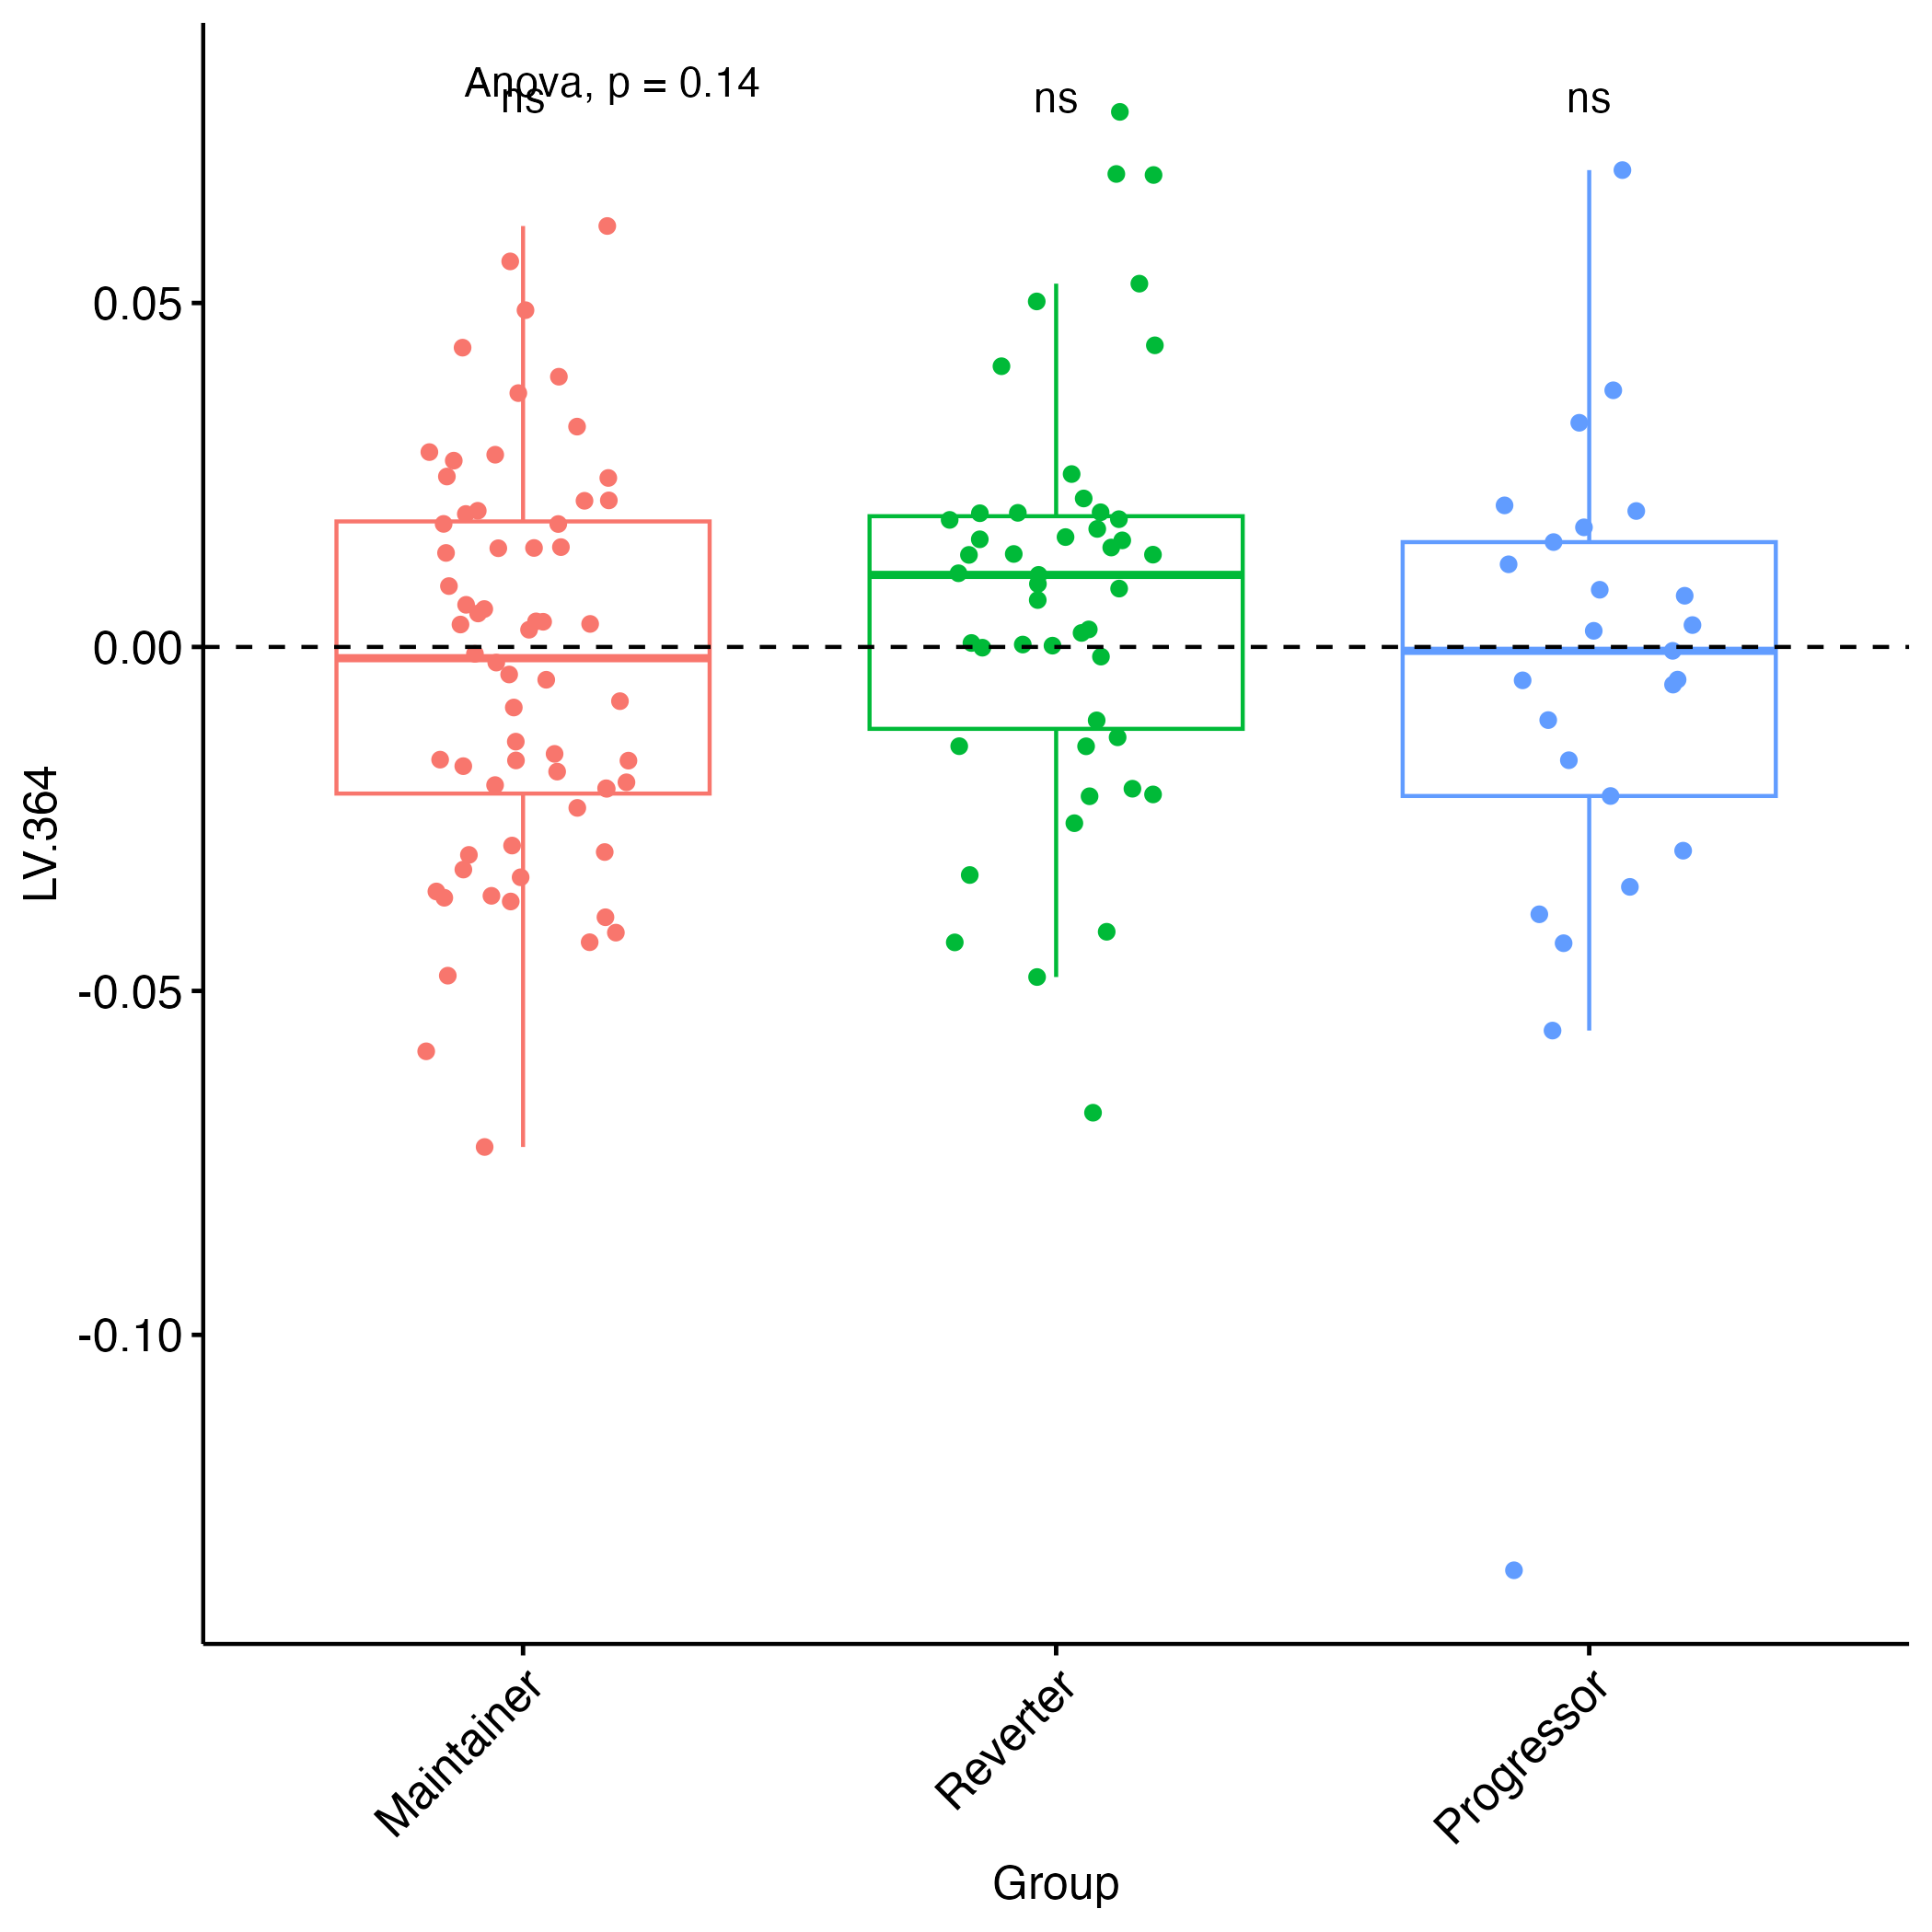 Anova, p = 0.14
ns
ns
ns
0.05
0.00
-0.05
-0.10
LV.364
Maintainer
Reverter
Progressor
Group